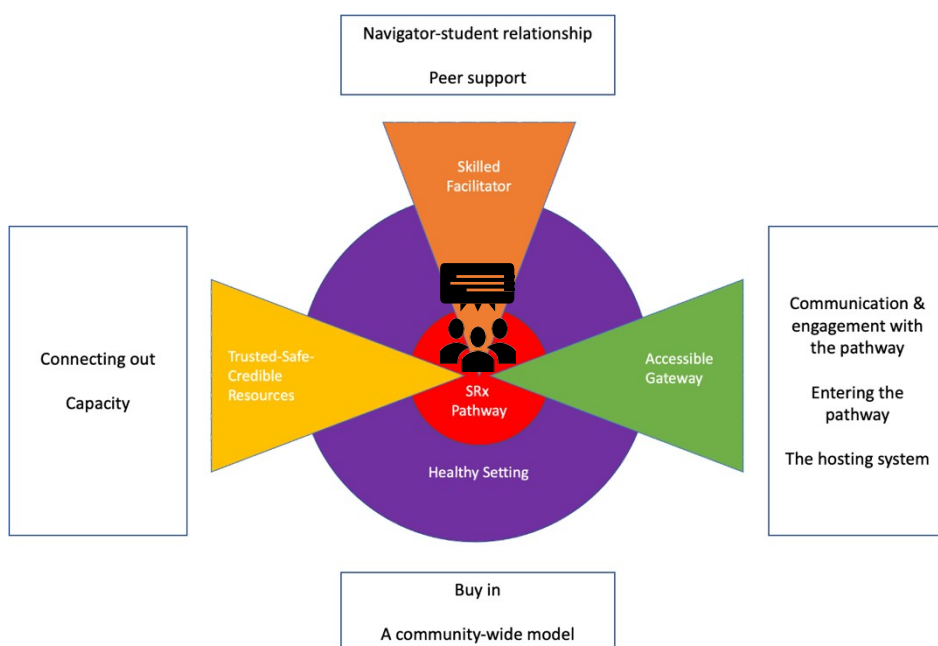 Navigator-student relationship
Peer support
Skilled
Facilitator
Connecting out
Capacity
Trusted-Safe-
Credible
Resources
SRx
Pathway
Accessible
Gateway
Communication &
engagement with
the pathway
Entering the
pathway
The hosting system
Healthy Setting
Buy in
A community-wide model